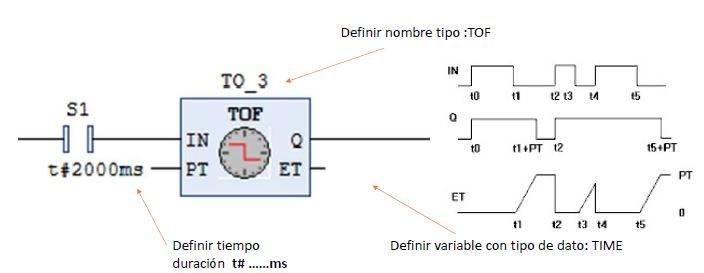 Definir nombre tipo :TOF
TO_3
S1
TOF
IN
Q
t#2000ms
PT
ET
IN
t0
t1
t2
t3
t4
t5
Q
t0
t1+PT
t2
t5+PT
PT
ET
0
t1
t2
t3
t4
t5
Definir tiempo
duración t# ......ms
Definir variable con tipo de dato: TIME